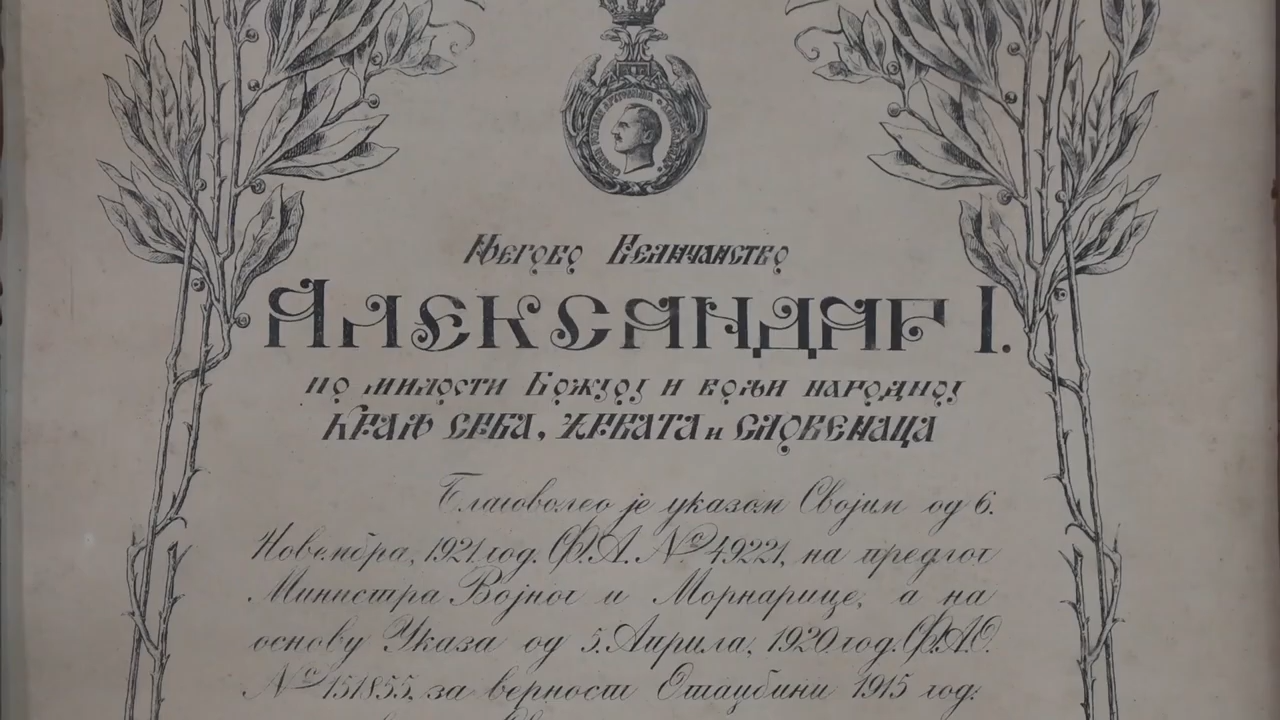 Његово Величанство
Александар I.
по милости Божјој и вољи народној
Краљ Срба, Хрвата и Словенаца
Благоволео је указом Својим од 6.
Новембра, 1921 год. Ф.А. № 49221, на предлог
Министра Војног и Морнарице, а на
основу Указа од 5. Априла, 1920 год. Ф.А.О.
№ 151855, за верност Отаџбини 1915 год: